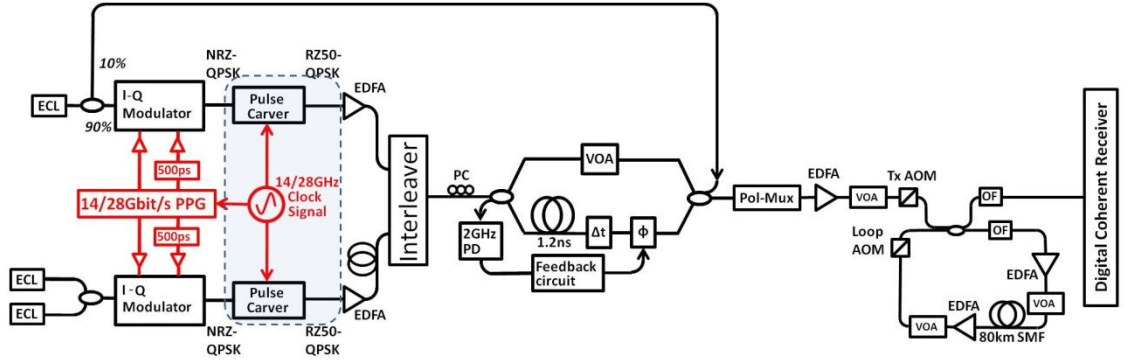 10%
ECL
90%
I-Q
Modulator
NRZ-
QPSK
Pulse
Carver
RZ50-
QPSK
EDFA
500ps
14/28Gbit/s PPG
500ps
14/28GHz
Clock
Signal
ECL
ECL
I-Q
Modulator
NRZ-
QPSK
Pulse
Carver
RZ50-
QPSK
EDFA
Interleaver
PC
VOA
2GHz
PD
1.2ns
Δt
ϕ
Feedback
circuit
Pol-Mux
EDFA
VOA
Tx AOM
OF
Loop
AOM
OF
EDFA
VOA
80km SMF
EDFA
VOA
Digital Coherent Receiver